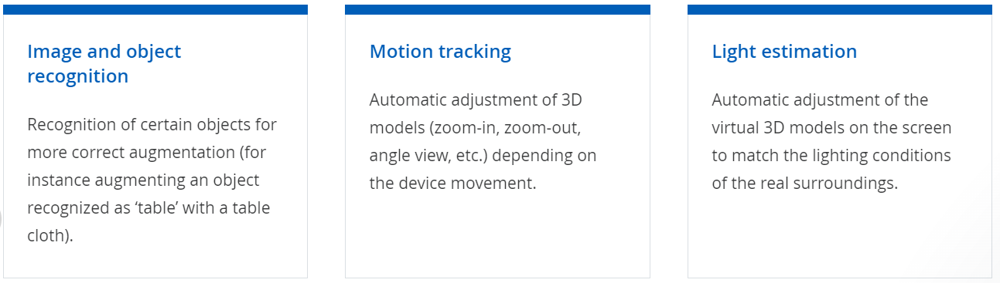 Image and object
recognition
Recognition of certain objects for
more correct augmentation (for
instance augmenting an object
recognized as ‘table’ with a table
cloth).
Motion tracking
Automatic adjustment of 3D
models (zoom-in, zoom-out,
angle view, etc.) depending on
the device movement.
Light estimation
Automatic adjustment of the
virtual 3D models on the screen
to match the lighting conditions
of the real surroundings.